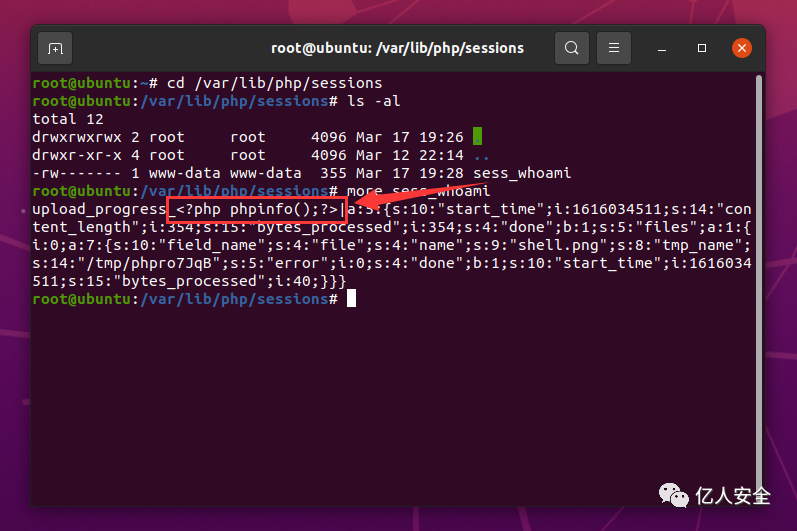 root@ubuntu: /var/lib/php/sessions
root@ubuntu:~# cd /var/lib/php/sessions
root@ubuntu:/var/lib/php/sessions# ls -al
total 12
drwxrwxrwx 2 root     root     4096 Mar 17 19:26 .
drwxr-xr-x 4 root     root     4096 Mar 12 22:14 ..
-rw------- 1 www-data www-data  355 Mar 17 19:28 sess_whoami
root@ubuntu:/var/lib/php/sessions# more sess_whoami
upload_progress_<?php phpinfo();?>|a:5:{s:10:"start_time";i:1616034511;s:14:"con
tent_length";i:354;s:15:"bytes_processed";i:354;s:4:"done";b:1;s:5:"files";a:1:{
i:0;a:7:{s:10:"field_name";s:4:"file";s:4:"name";s:9:"shell.png";s:8:"tmp_name";
s:14:"/tmp/phpro7JqB";s:5:"error";i:0;s:4:"done";b:1;s:10:"start_time";i:1616034
511;s:15:"bytes_processed";i:40;}}}
root@ubuntu:/var/lib/php/sessions#
亿人安全